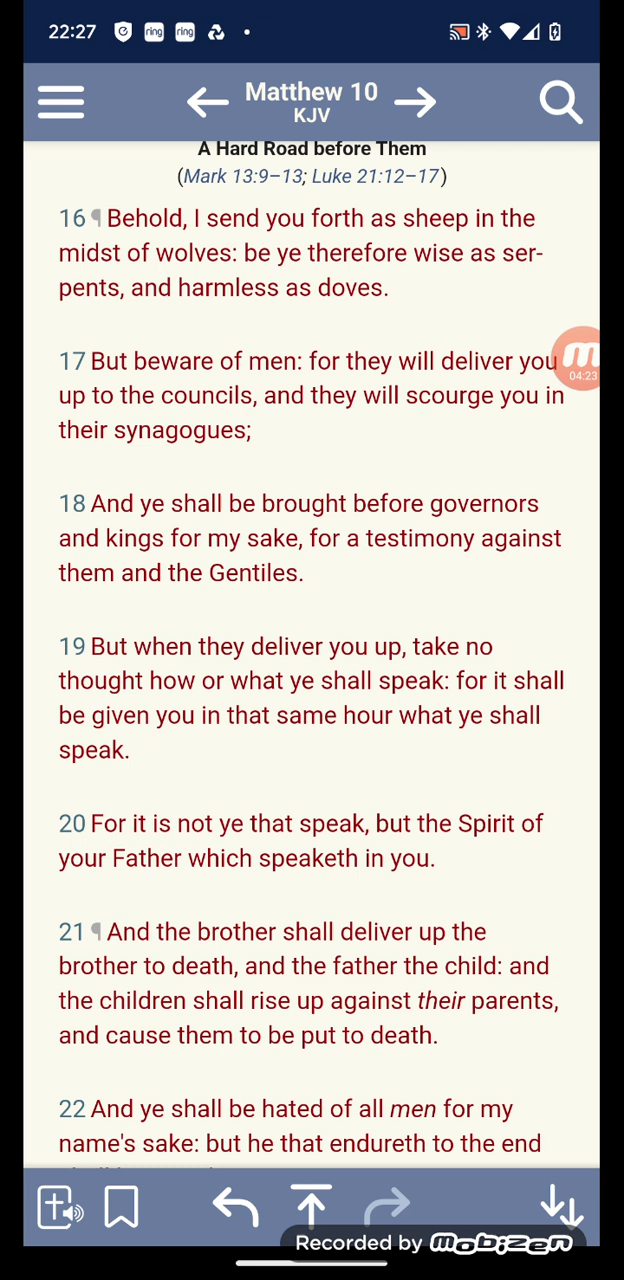 22:27
ring ring
Matthew 10
KJV
A Hard Road before Them
(Mark 13:9–13; Luke 21:12–17)
16 ¶ Behold, I send you forth as sheep in the
midst of wolves: be ye therefore wise as ser-
pents, and harmless as doves.
17 But beware of men: for they will deliver you
up to the councils, and they will scourge you in
their synagogues;
04:23
18 And ye shall be brought before governors
and kings for my sake, for a testimony against
them and the Gentiles.
19 But when they deliver you up, take no
thought how or what ye shall speak: for it shall
be given you in that same hour what ye shall
speak.
20 For it is not ye that speak, but the Spirit of
your Father which speaketh in you.
21 ¶ And the brother shall deliver up the
brother to death, and the father the child: and
the children shall rise up against their parents,
and cause them to be put to death.
22 And ye shall be hated of all men for my
name's sake: but he that endureth to the end
Recorded by Mobizen